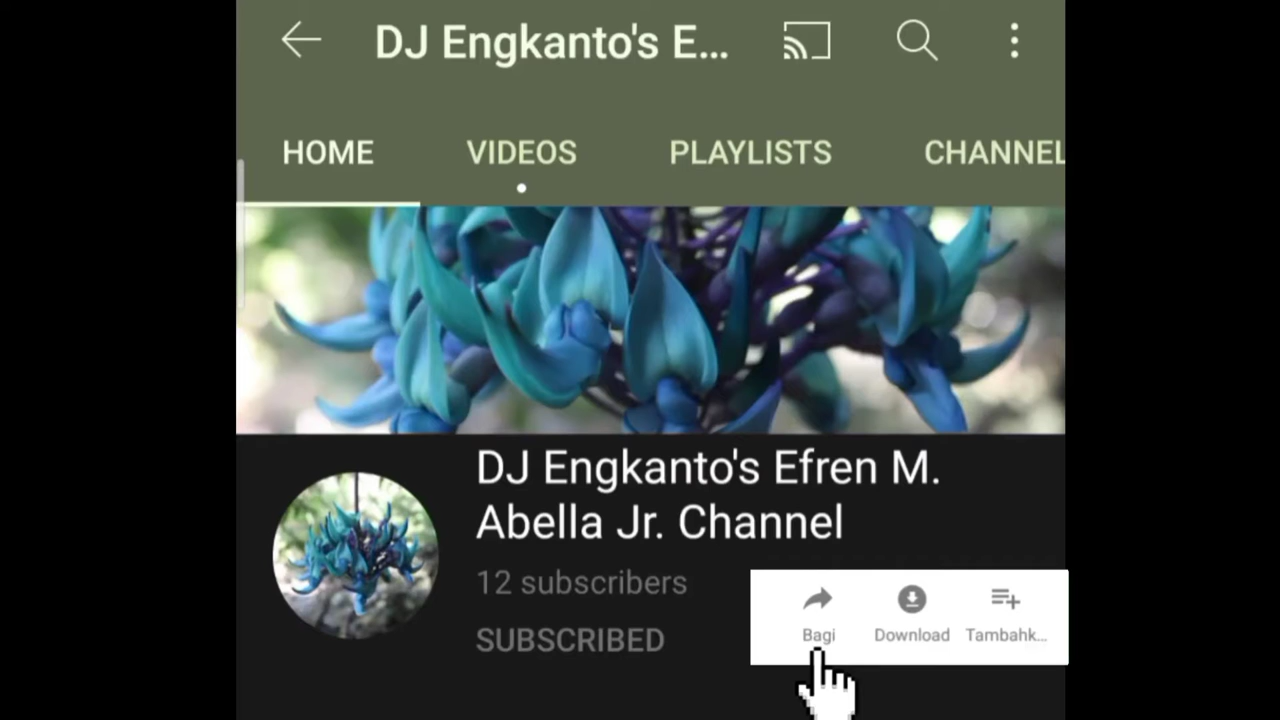 DJ Engkanto's E...
HOME VIDEOS PLAYLISTS CHANNEL
DJ Engkanto's Efren M.
Abella Jr. Channel
12 subscribers
SUBSCRIBED
Bagi Download Tambahk...